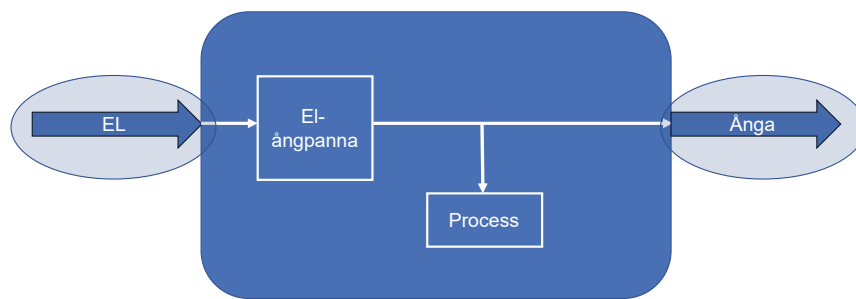 EL
El-
ångpanna
Process
Ånga